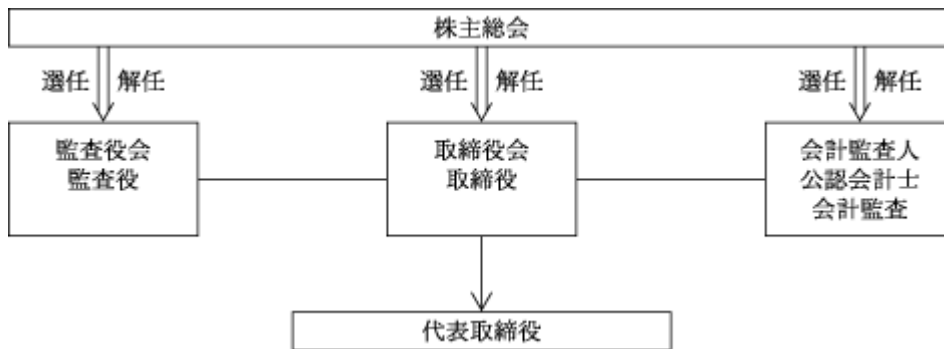 株主総会
選任 解任
選任 解任
選任 解任
監査役会
監査役
取締役会
取締役
会計監査人
公認会計士
会計監査
代表取締役